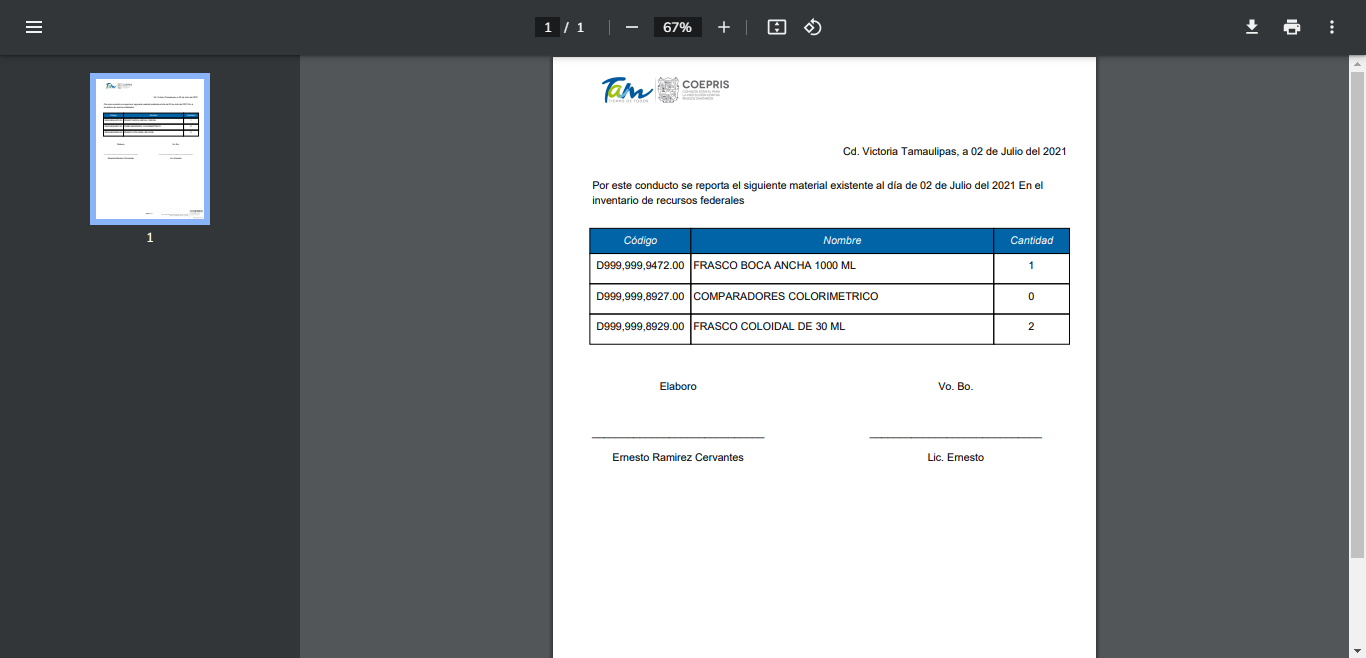 1 / 1
67%
1
Tam
TIEMPO DE TODOS
COEPRIS
Cd. Victoria Tamaulipas, a 02 de Julio del 2021
Por este conducto se reporta el siguiente material existente al día de 02 de Julio del 2021 En el
inventario de recursos federales
Código Nombre Cantidad
D999,999,9472.00 FRASCO BOCA ANCHA 1000 ML 1
D999,999,8927.00 COMPARADORES COLORIMETRICO 0
D999,999,8929.00 FRASCO COLOIDAL DE 30 ML 2
Elaboro Vo. Bo.
Ernesto Ramirez Cervantes Lic. Ernesto